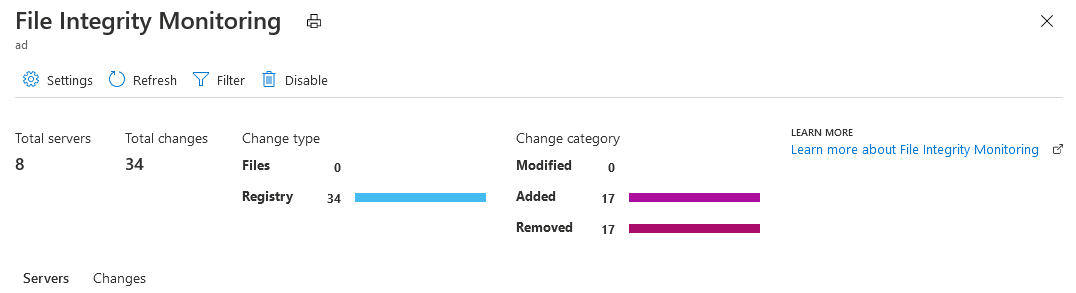 File Integrity Monitoring
ad
Settings Refresh Filter Disable
Total servers
8
Total changes
34
Change type
Files 0
Registry 34
Change category
Modified 0
Added 17
Removed 17
LEARN MORE
Learn more about File Integrity Monitoring
Servers Changes